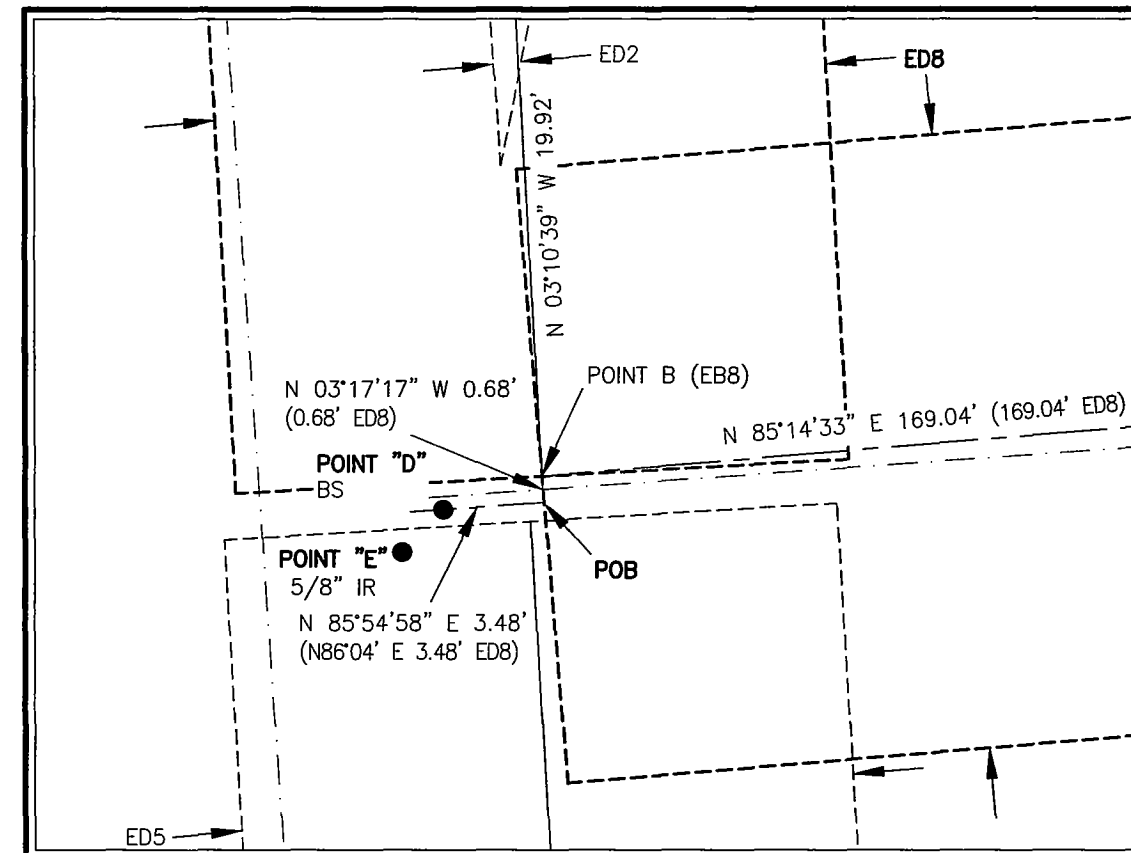 ED2
ED8
N 03°10'39" W 19.92'
N 03°17'17" W 0.68'
(0.68' ED8)
POINT B (EB8)
N 85°14'33" E 169.04' (169.04' ED8)
POINT "D"
BS
POINT "E"
5/8" IR
POB
N 85°54'58" E 3.48'
(N86°04' E 3.48' ED8)
ED5